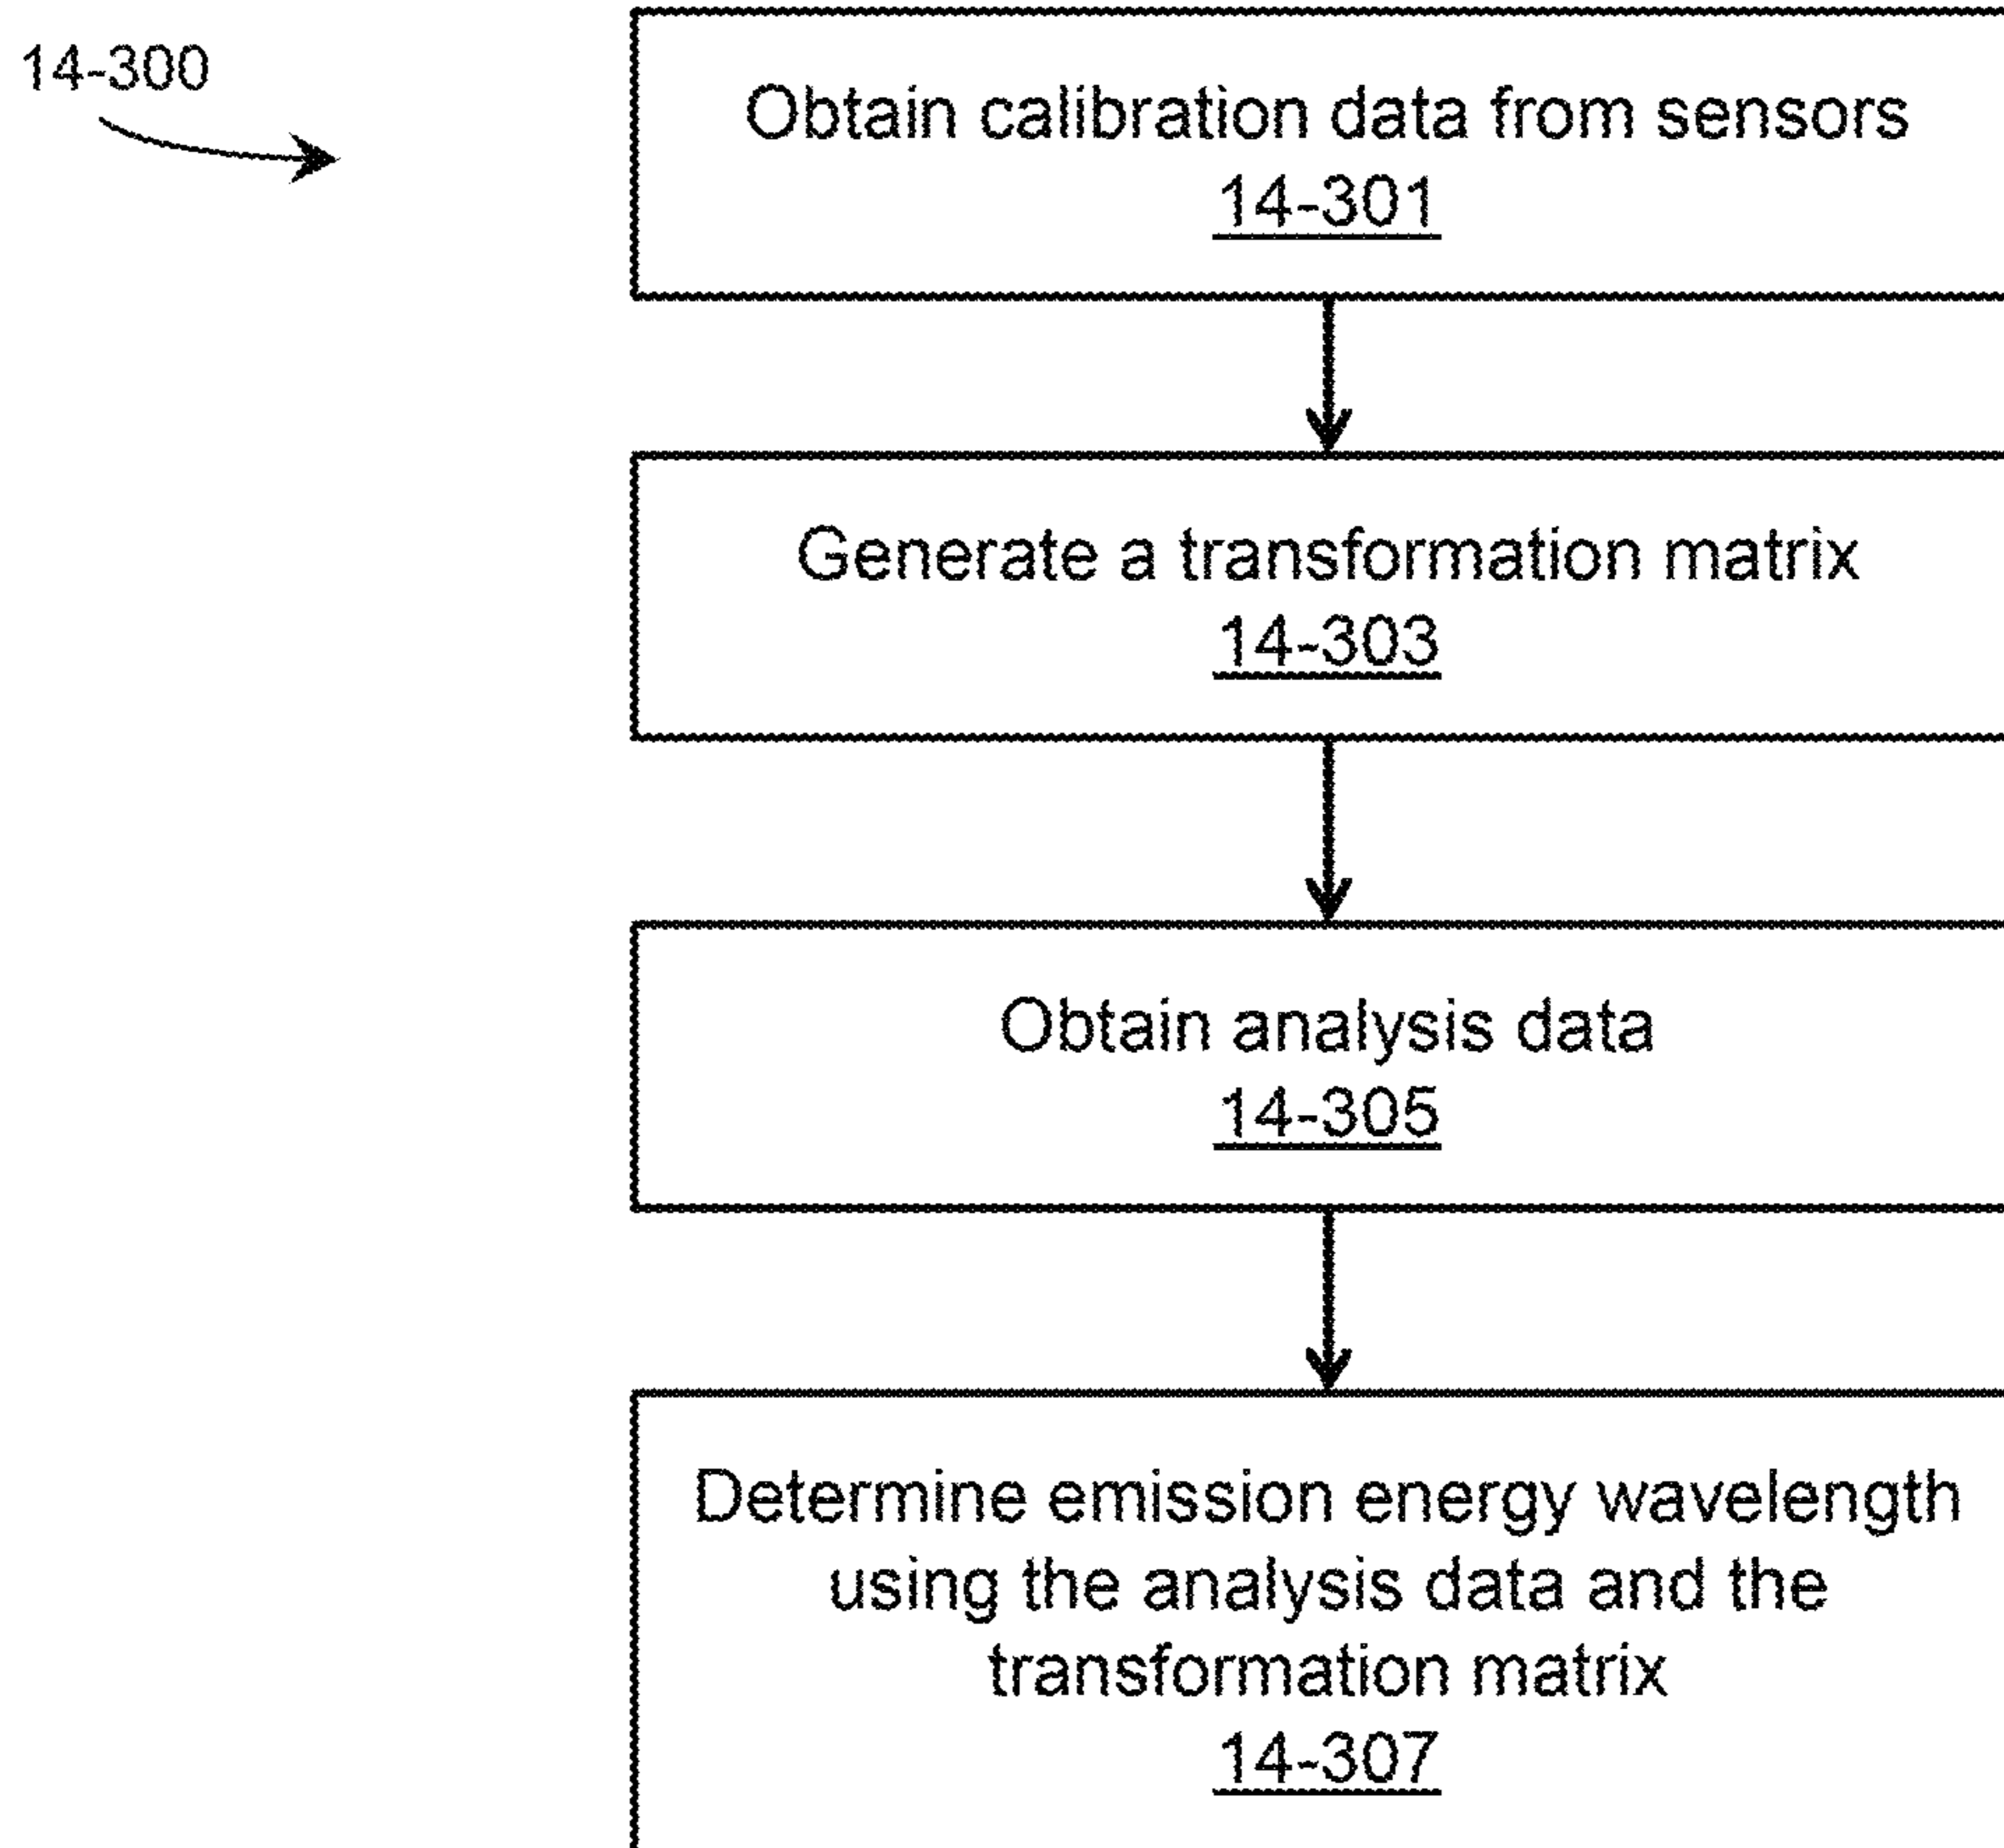 14-300
Obtain calibration data from sensors
14-301
Generate a transformation matrix
14-303
Obtain analysis data
14-305
Determine emission energy wavelength
using the analysis data and the
transformation matrix
14-307